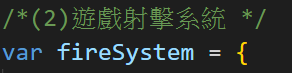 /*(2)遊戲射擊系統 */
var fireSystem = {